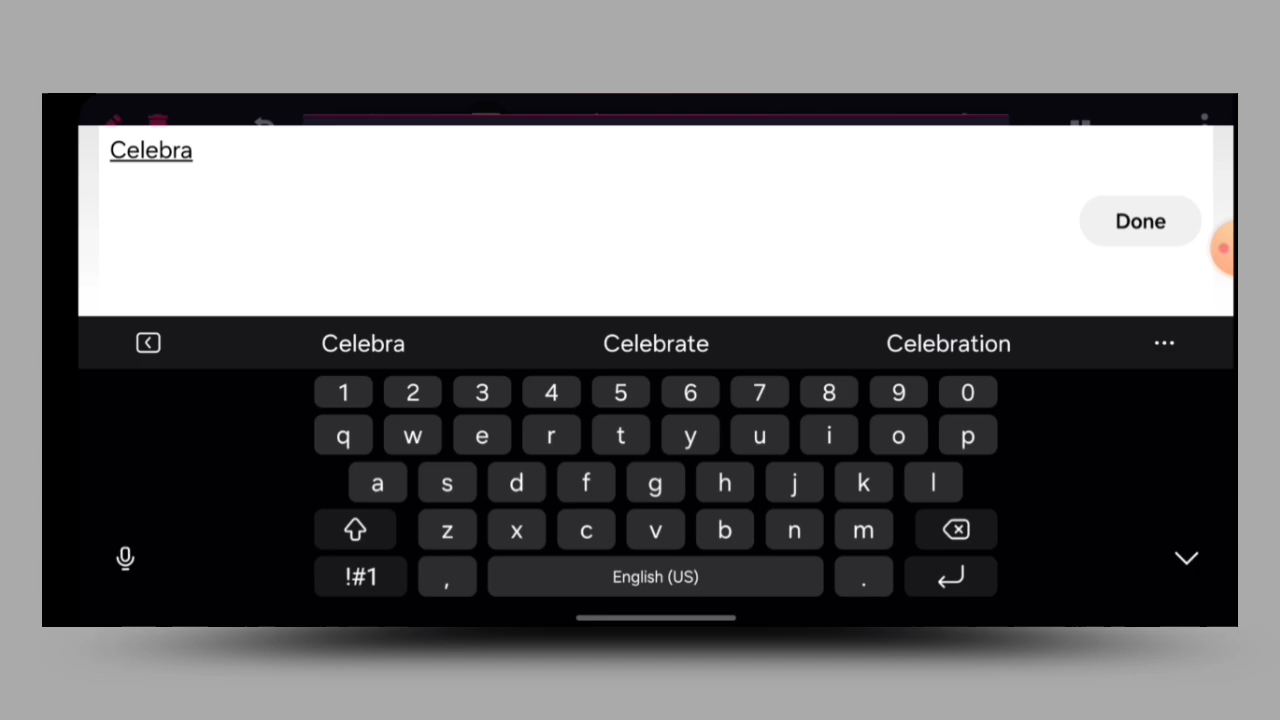 Celebra
Done
Celebra Celebrate Celebration ...
1 2 3 4 5 6 7 8 9 0
q w e r t y u i o p
a s d f g h j k l
z x c v b n m
!#1 , English (US) .